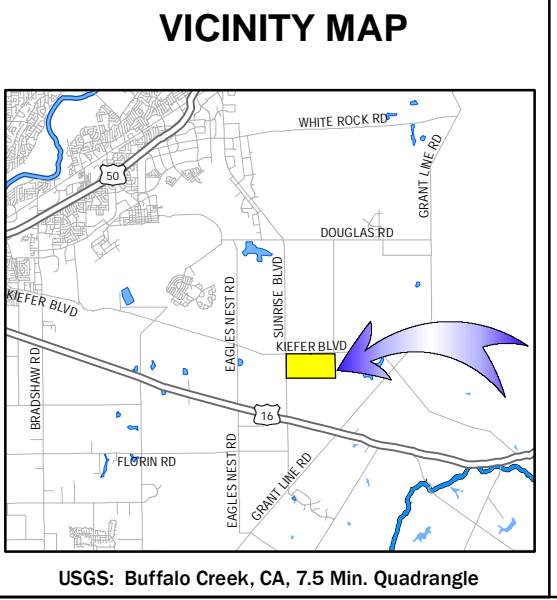 VICINITY MAP
WHITE ROCK RD
50
GRANT LINE RD
DOUGLAS RD
KIEFER BLVD
EAGLES NEST RD
SUNRISE BLVD
KIEFER BLVD
BRADSHAW RD
16
FLORIN RD
EAGLES NEST RD
GRANT LINE RD
USGS: Buffalo Creek, CA, 7.5 Min. Quadrangle